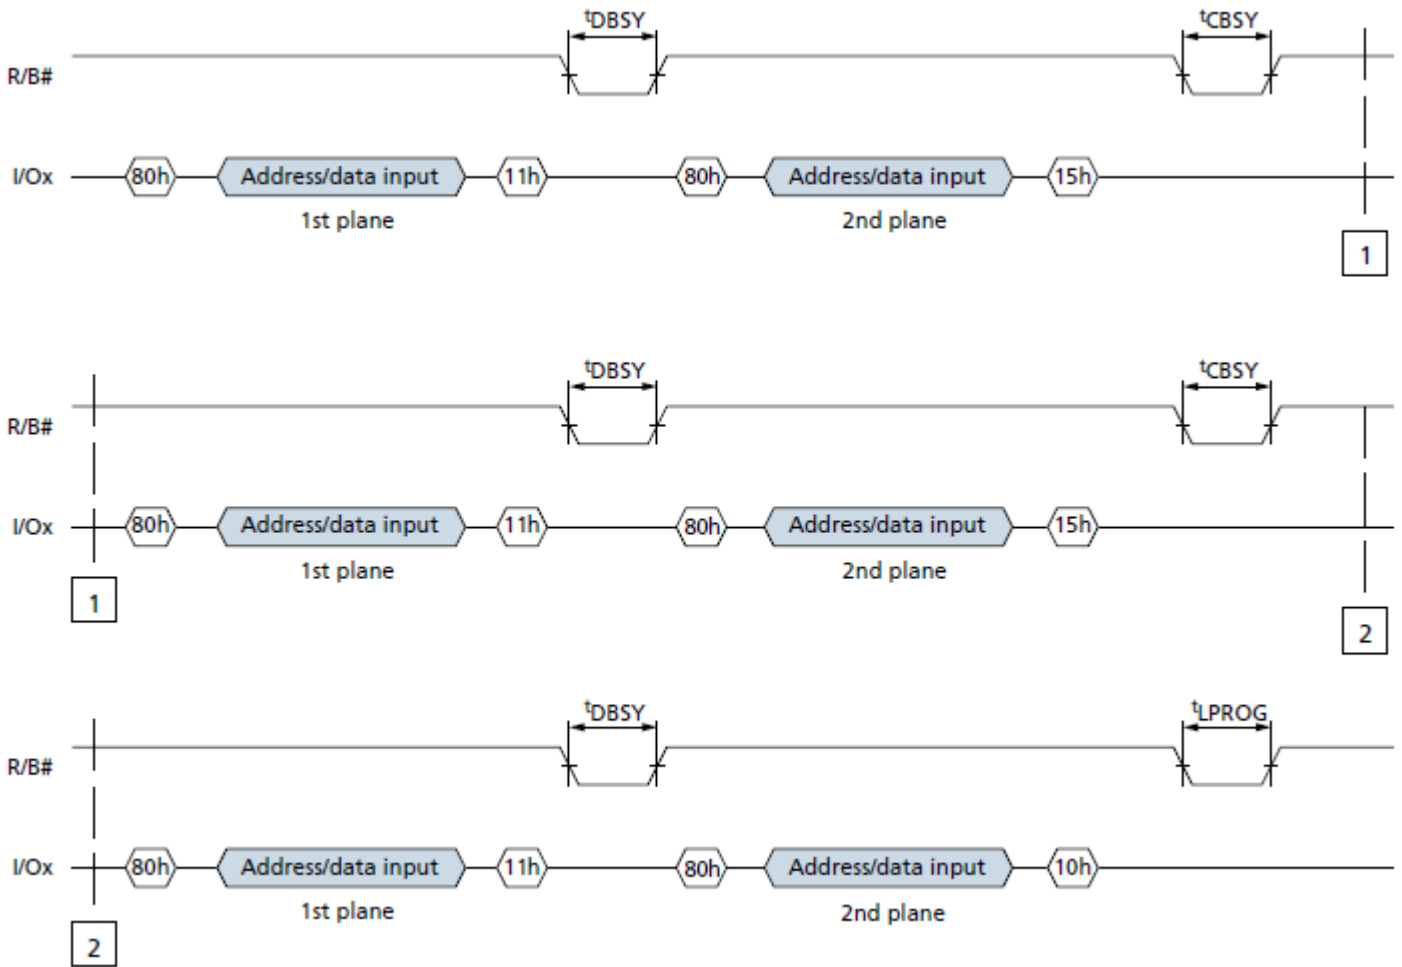 tDBSY tCBSY
R/B#
I/Ox 80h Address/data input 11h 80h Address/data input 15h
1st plane 2nd plane
1
tDBSY tCBSY
R/B#
I/Ox 80h Address/data input 11h 80h Address/data input 15h
1st plane 2nd plane
1 2
tDBSY tLPROG
R/B#
I/Ox 80h Address/data input 11h 80h Address/data input 10h
1st plane 2nd plane
2